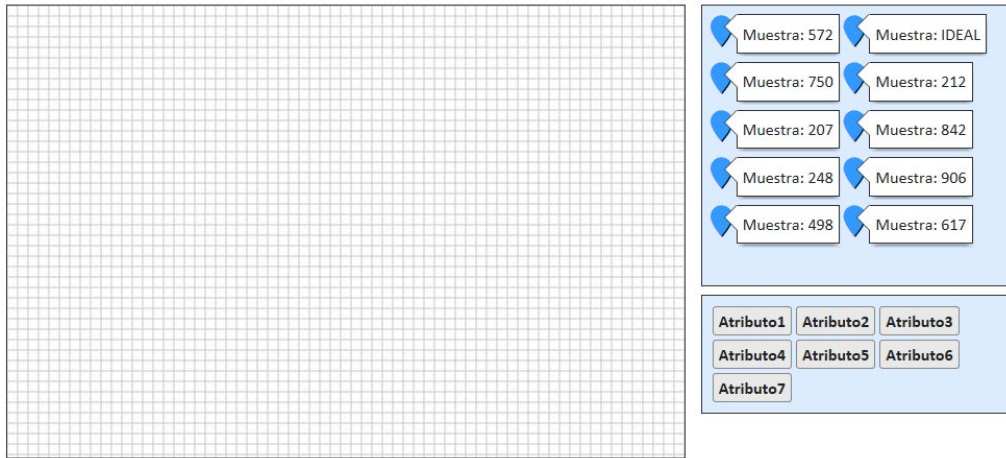 Muestra: 572 Muestra: IDEAL
Muestra: 750 Muestra: 212
Muestra: 207 Muestra: 842
Muestra: 248 Muestra: 906
Muestra: 498 Muestra: 617
Atributo1 Atributo2 Atributo3
Atributo4 Atributo5 Atributo6
Atributo7